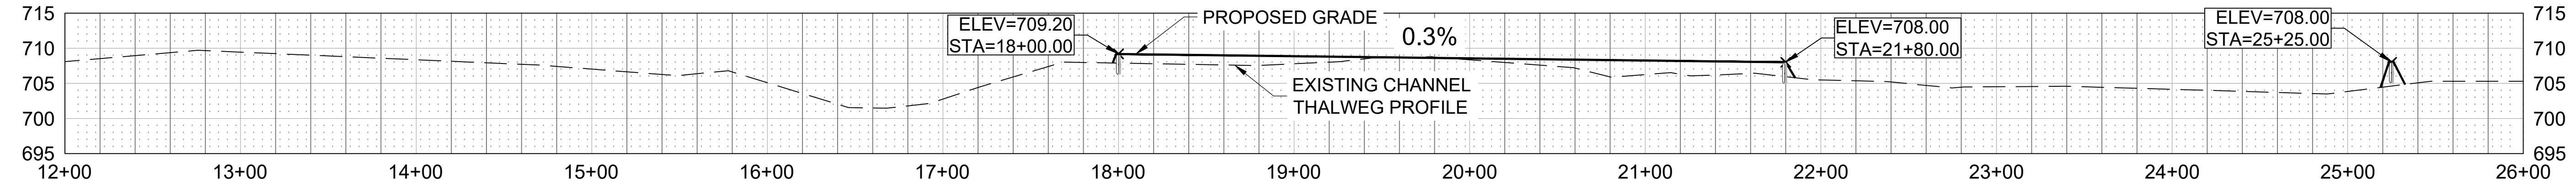 715
710
705
700
695
ELEV=709.20
STA=18+00.00
PROPOSED GRADE
0.3%
EXISTING CHANNEL
THALWEG PROFILE
ELEV=708.00
STA=21+80.00
ELEV=708.00
STA=25+25.00
715
710
705
700
695
12+00 13+00 14+00 15+00 16+00 17+00 18+00 19+00 20+00 21+00 22+00 23+00 24+00 25+00 26+00